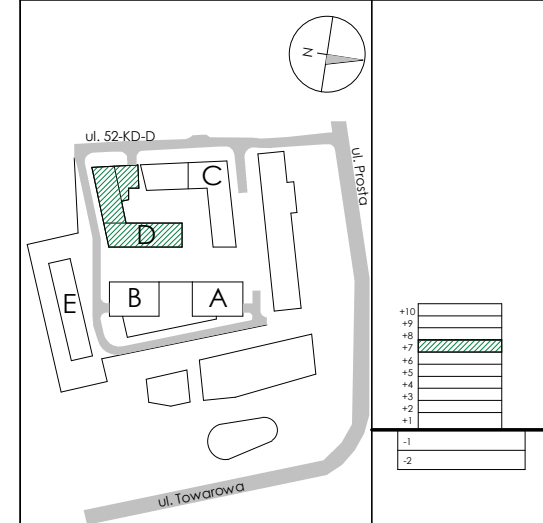 N
ul. 52-KD-D
ul. Prosta
C
D
E
B
A
ul. Towarowa
+10
+9
+8
+7
+6
+5
+4
+3
+2
+1
-1
-2